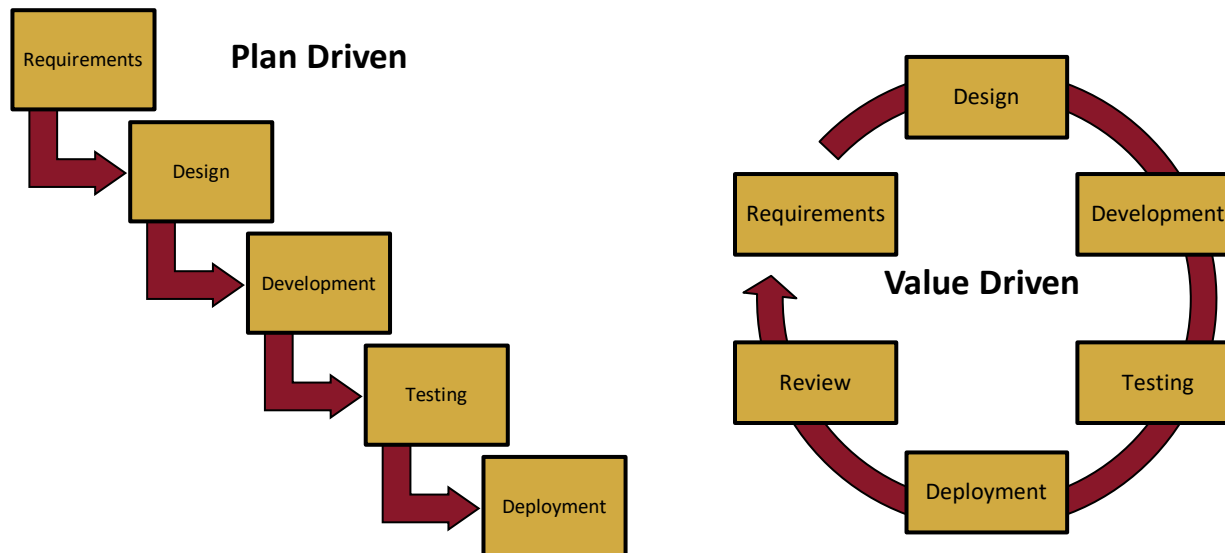 Plan Driven
Requirements
Design
Development
Testing
Deployment
Value Driven
Design
Requirements
Development
Review
Testing
Deployment